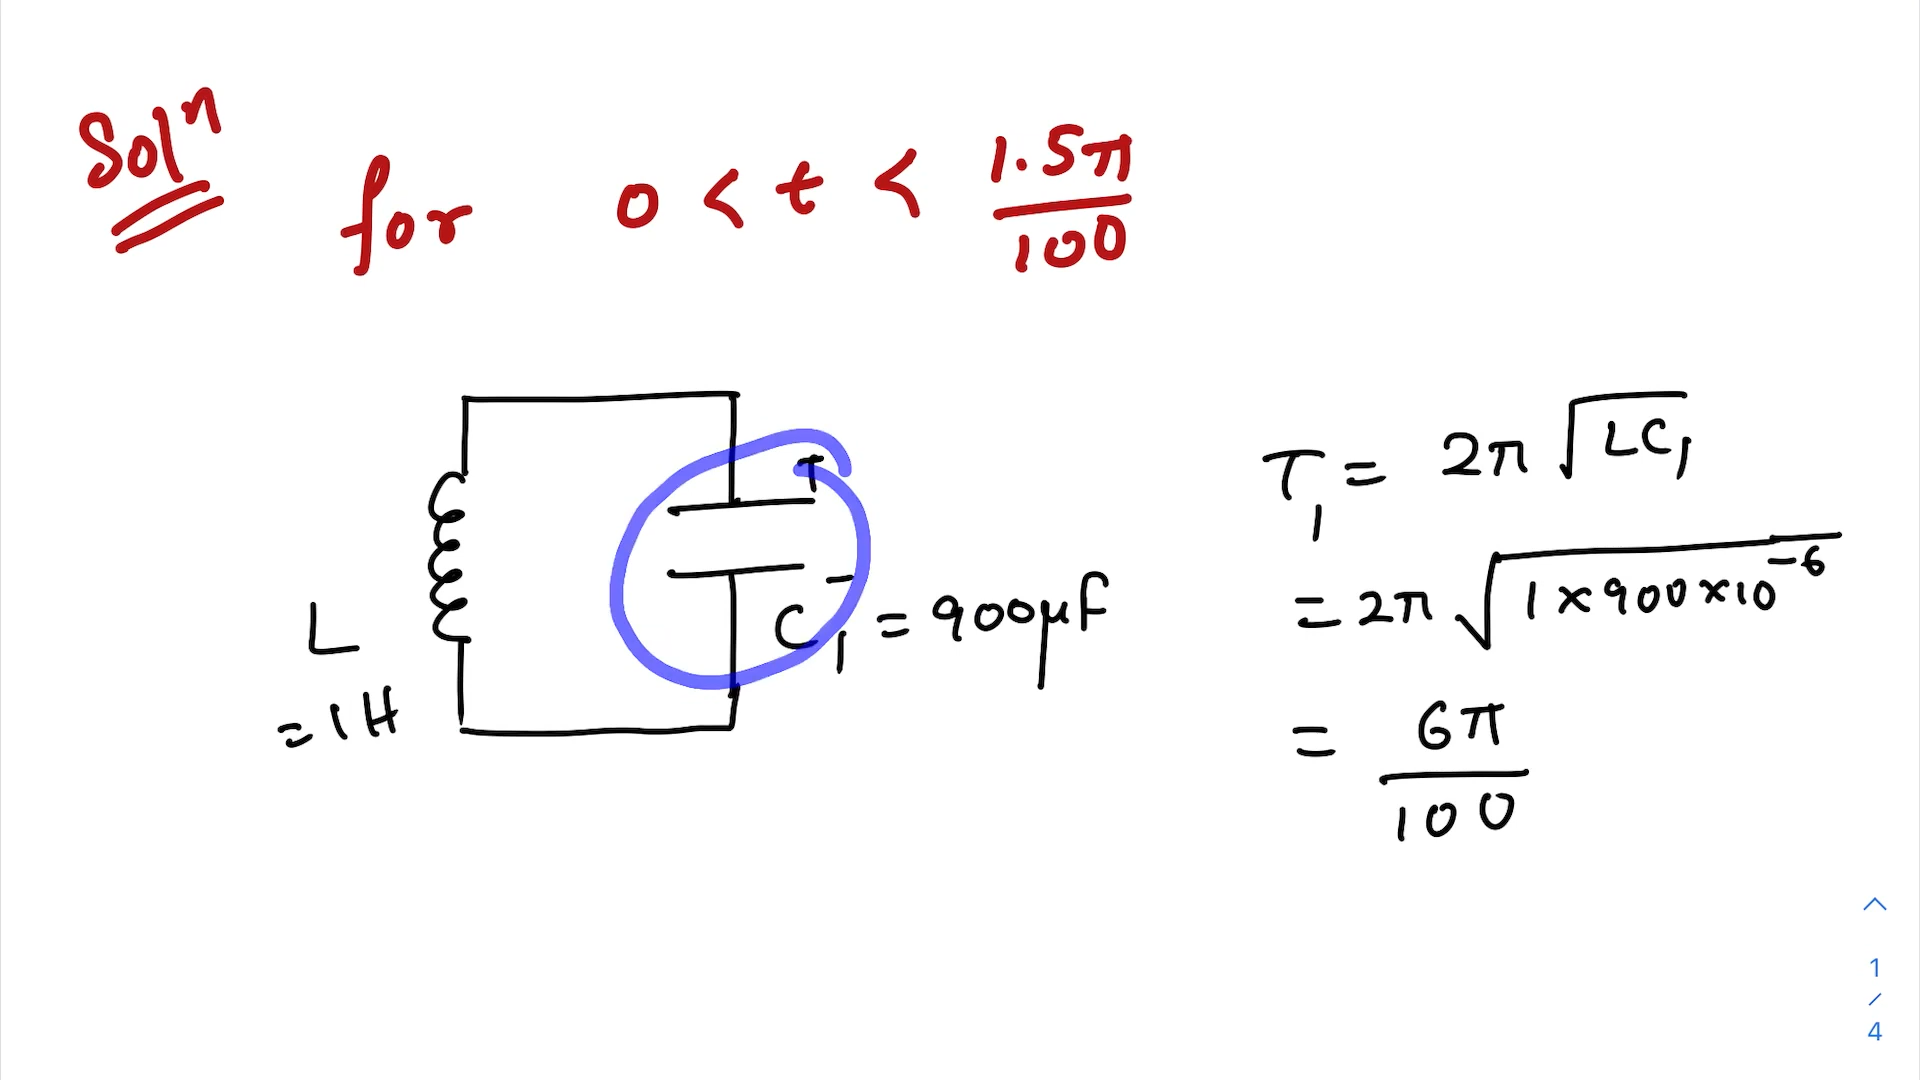 Solⁿ
for 0 < t < 1.5π/100
T₁ = 2π √LC₁
+
−
L
= 1H
C₁ = 900μF
= 2π √1×900×10⁻⁶
= 6π/100
1
/
4